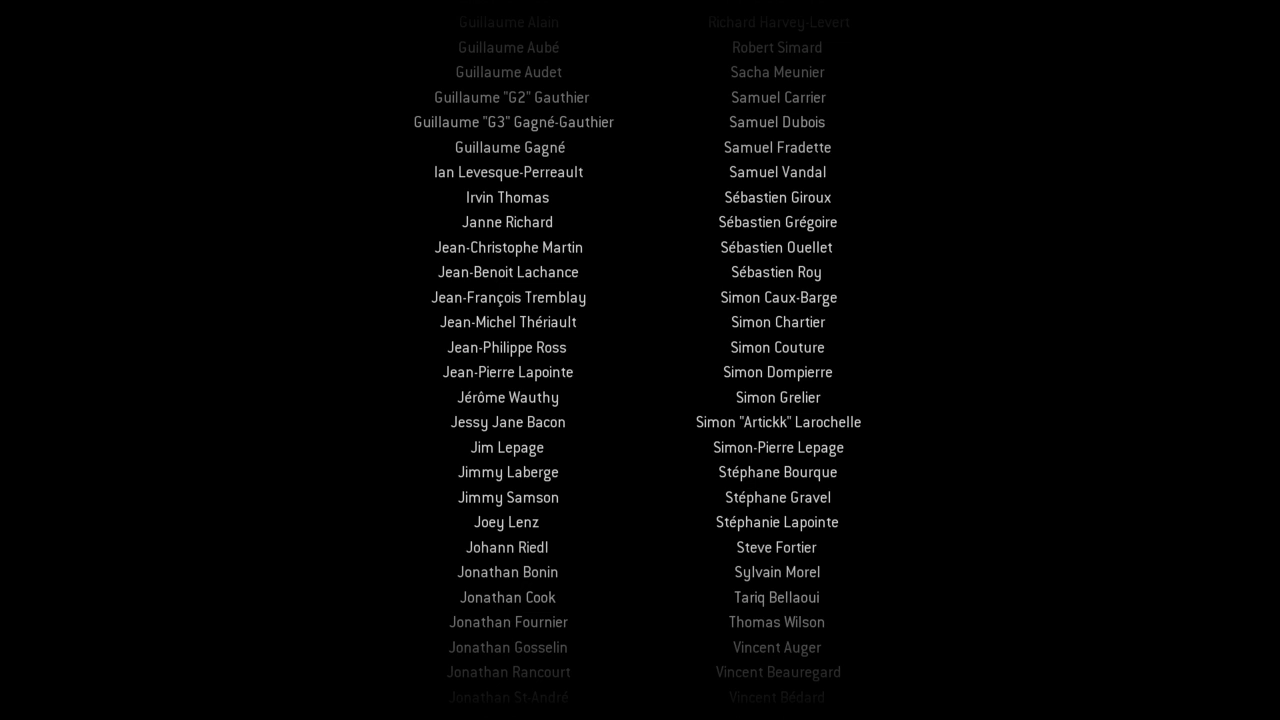 Guillaume Alain
Guillaume Aubé
Guillaume Audet
Guillaume "G2" Gauthier
Guillaume "G3" Gagné-Gauthier
Guillaume Gagné
Ian Levesque-Perreault
Irvin Thomas
Janne Richard
Jean-Christophe Martin
Jean-Benoit Lachance
Jean-François Tremblay
Jean-Michel Thériault
Jean-Philippe Ross
Jean-Pierre Lapointe
Jérôme Wauthy
Jessy Jane Bacon
Jim Lepage
Jimmy Laberge
Jimmy Samson
Joey Lenz
Johann Riedl
Jonathan Bonin
Jonathan Cook
Jonathan Fournier
Jonathan Gosselin
Jonathan Rancourt
Jonathan St-André
Richard Harvey-Levert
Robert Simard
Sacha Meunier
Samuel Carrier
Samuel Dubois
Samuel Fradette
Samuel Vandal
Sébastien Giroux
Sébastien Grégoire
Sébastien Ouellet
Sébastien Roy
Simon Caux-Barge
Simon Chartier
Simon Couture
Simon Dompierre
Simon Grelier
Simon "Artickk" Larochelle
Simon-Pierre Lepage
Stéphane Bourque
Stéphane Gravel
Stéphanie Lapointe
Steve Fortier
Sylvain Morel
Tariq Bellaoui
Thomas Wilson
Vincent Auger
Vincent Beauregard
Vincent Bédard